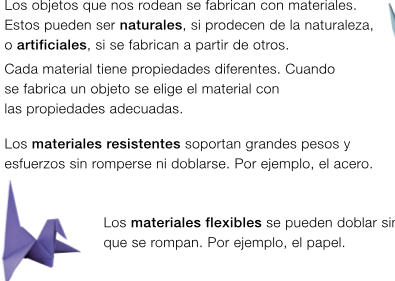 Los objetos que nos rodean se fabrican con materiales.
Estos pueden ser naturales, si prodecen de la naturaleza,
o artificiales, si se fabrican a partir de otros.
Cada material tiene propiedades diferentes. Cuando
se fabrica un objeto se elige el material con
las propiedades adecuadas.
Los materiales resistentes soportan grandes pesos y
esfuerzos sin romperse ni doblarse. Por ejemplo, el acero.
Los materiales flexibles se pueden doblar sin
que se rompan. Por ejemplo, el papel.